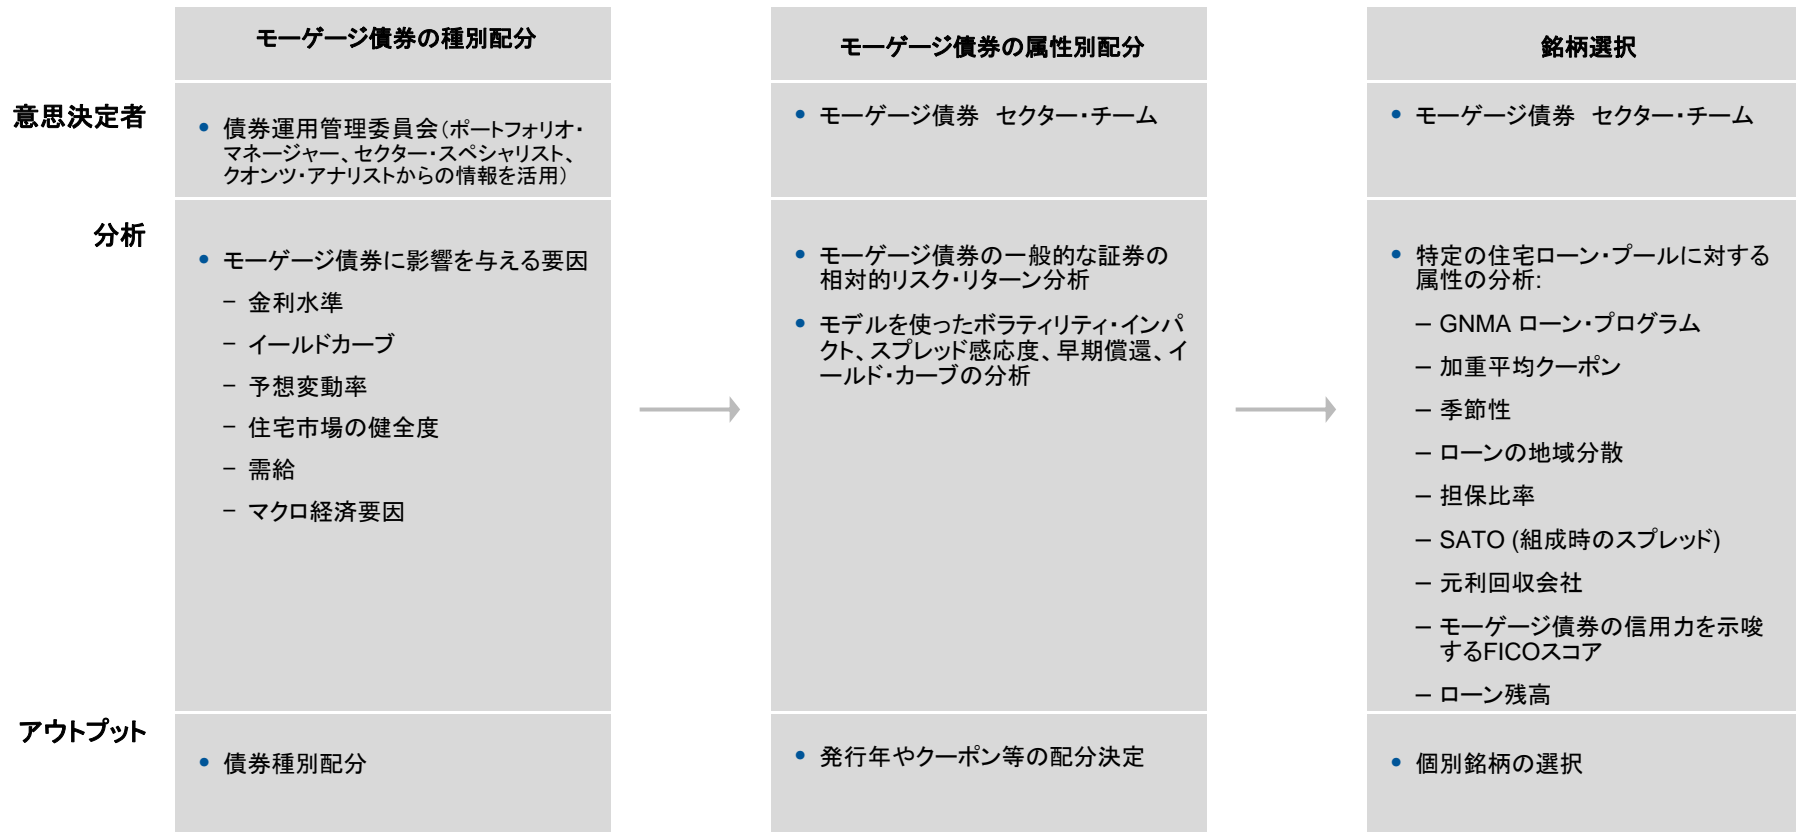 モーゲージ債券の種別配分
モーゲージ債券の属性別配分
銘柄選択
意思決定者
• 債券運用管理委員会(ポートフォリオ・
マネージャー、セクター・スペシャリスト、
クオンツ・アナリストからの情報を活用)
• モーゲージ債券　セクター・チーム
• モーゲージ債券　セクター・チーム
分析
• モーゲージ債券に影響を与える要因
− 金利水準
− イールドカーブ
− 予想変動率
− 住宅市場の健全度
− 需給
− マクロ経済要因
• モーゲージ債券の一般的な証券の
相対的リスク・リターン分析
• モデルを使ったボラティリティ・インパ
クト、スプレッド感応度、早期償還、イ
ールド・カーブの分析
• 特定の住宅ローン・プールに対する
属性の分析:
– GNMA ローン・プログラム
– 加重平均クーポン
– 季節性
– ローンの地域分散
– 担保比率
– SATO (組成時のスプレッド)
– 元利回収会社
– モーゲージ債券の信用力を示唆
するFICOスコア
– ローン残高
アウトプット
• 債券種別配分
• 発行年やクーポン等の配分決定
• 個別銘柄の選択